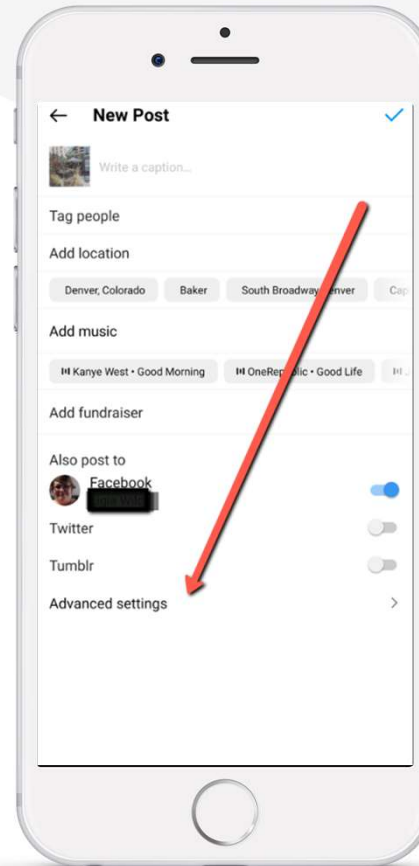 New Post
Write a caption...
Tag people
Add location
Denver, Colorado Baker South Broadway Denver
Add music
Kanye West • Good Morning OneRepublic • Good Life
Add fundraiser
Also post to
Facebook
Twitter
Tumblr
Advanced settings